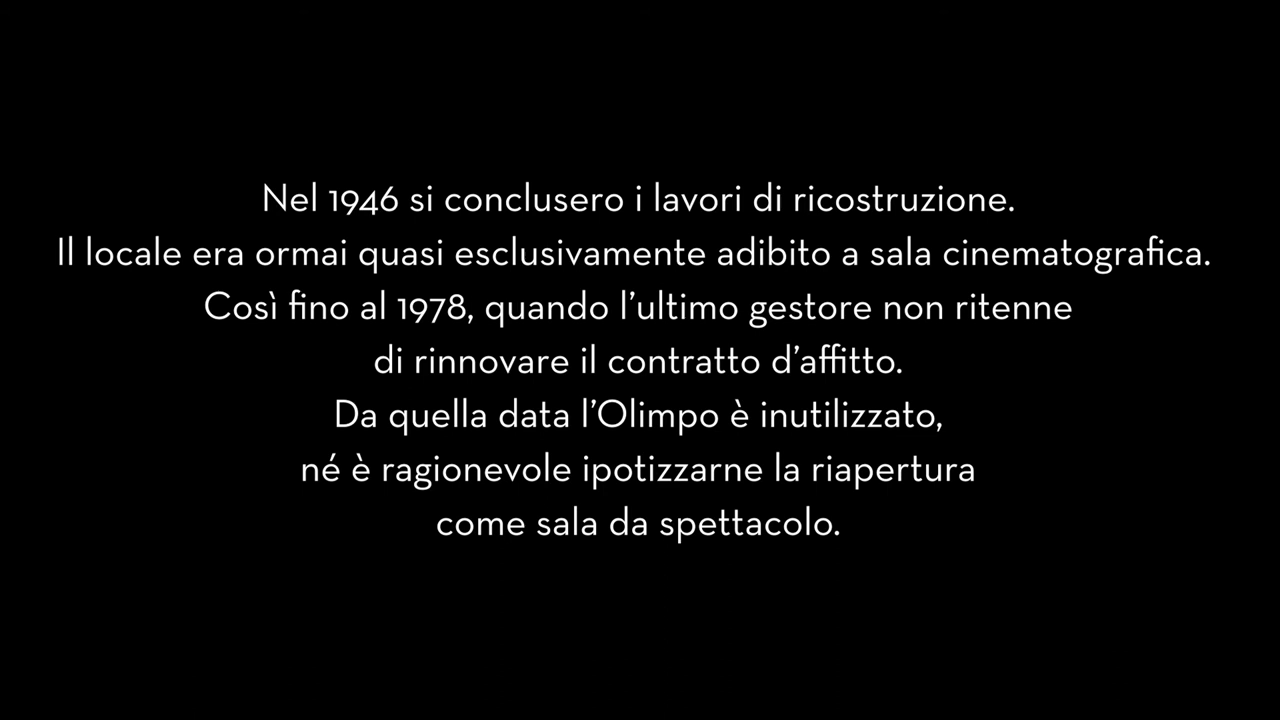 Nel 1946 si conclusero i lavori di ricostruzione.
Il locale era ormai quasi esclusivamente adibito a sala cinematografica.
Così fino al 1978, quando l’ultimo gestore non ritenne
di rinnovare il contratto d’affitto.
Da quella data l’Olimpo è inutilizzato,
né è ragionevole ipotizzarne la riapertura
come sala da spettacolo.